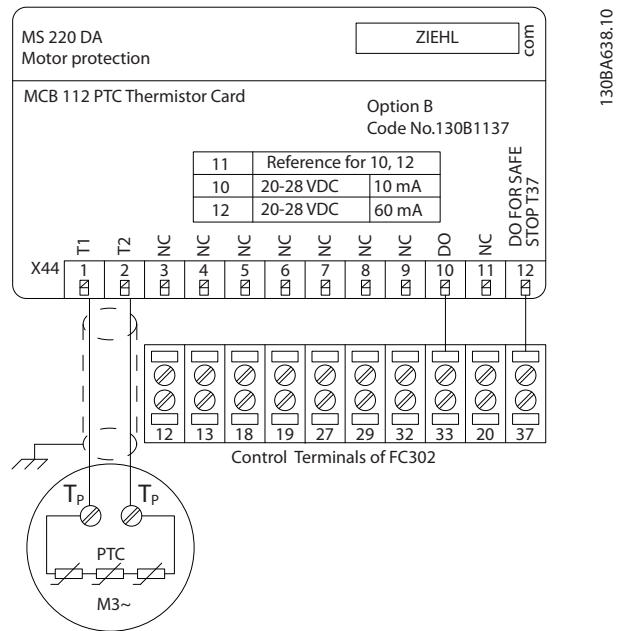 MS 220 DA
Motor protection
ZIEHL
com
130BA638.10
MCB 112 PTC Thermistor Card
Option B
Code No.130B1137
11 Reference for 10, 12
10 20-28 VDC 10 mA
12 20-28 VDC 60 mA
T1 T2 NC NC NC NC NC NC NC DO NC DO FOR SAFE STOP T37
X44 1 2 3 4 5 6 7 8 9 10 11 12
12 13 18 19 27 29 32 33 20 37
Control Terminals of FC302
TP TP
PTC
M3~